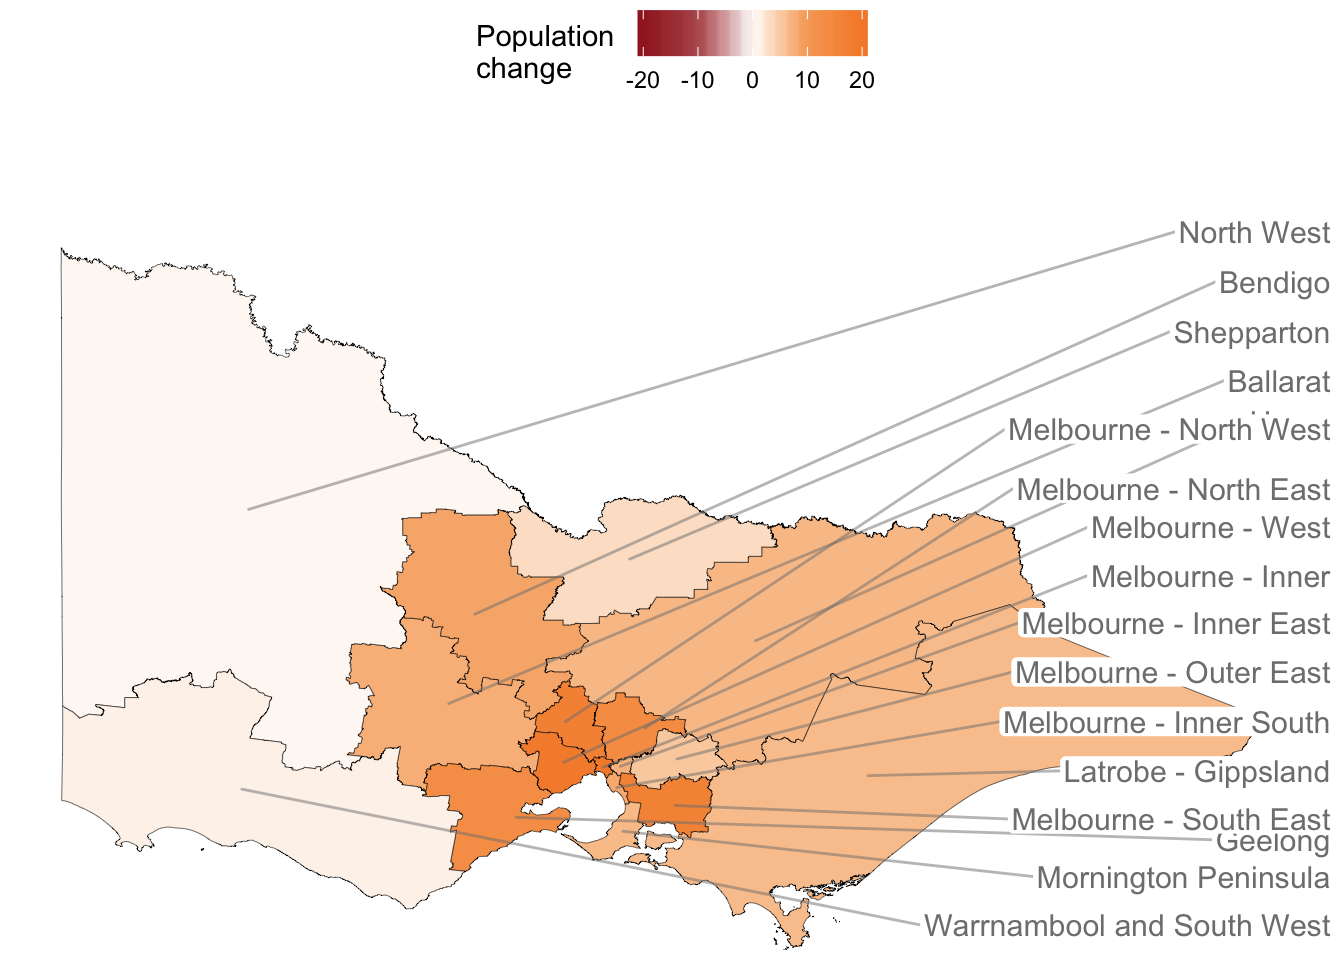 Population
change
-20 -10 0 10 20
North West
Bendigo
Shepparton
Ballarat
Melbourne - North West
Melbourne - North East
Melbourne - West
Melbourne - Inner
Melbourne - Inner East
Melbourne - Outer East
Melbourne - Inner South
Latrobe - Gippsland
Melbourne - South East
Geelong
Mornington Peninsula
Warrnambool and South West